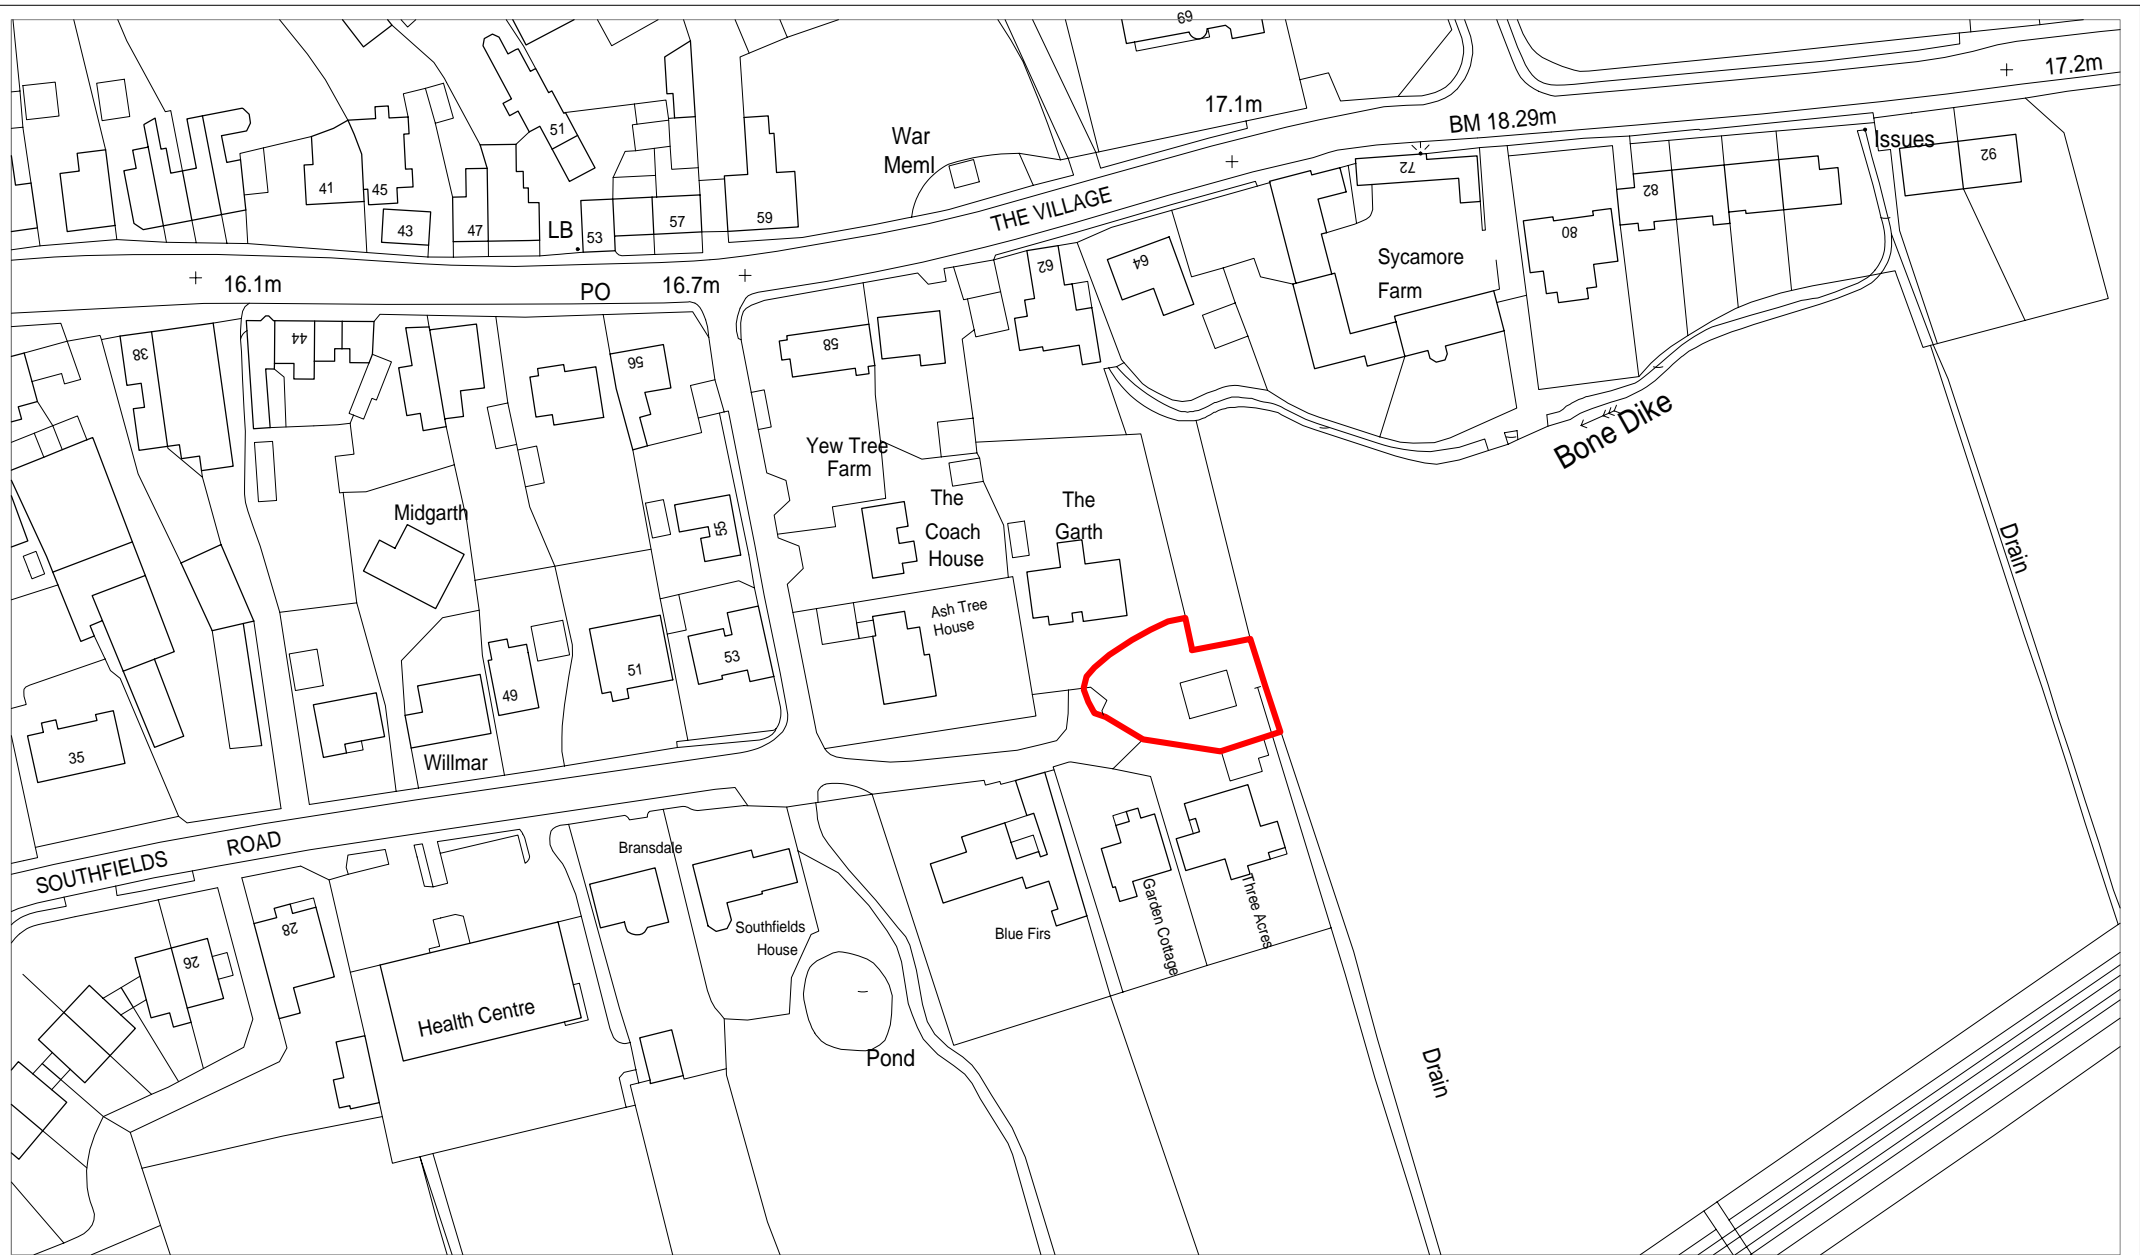 69
17.2m
17.1m
BM 18.29m
War
Meml
51
Issues
92
72
41
45
82
THE VILLAGE
43
47
LB
53
57
59
80
62
64
Sycamore
Farm
16.1m
16.7m
PO
44
38
58
56
Bone Dike
Yew Tree
Farm
Midgarth
The
Coach
House
The
Garth
55
Drain
Ash Tree
House
51
53
49
35
Willmar
SOUTHFIELDS ROAD
Bransdale
Garden Cottage
Three Acres
28
Southfields
House
Blue Firs
26
Health Centre
Pond
Drain